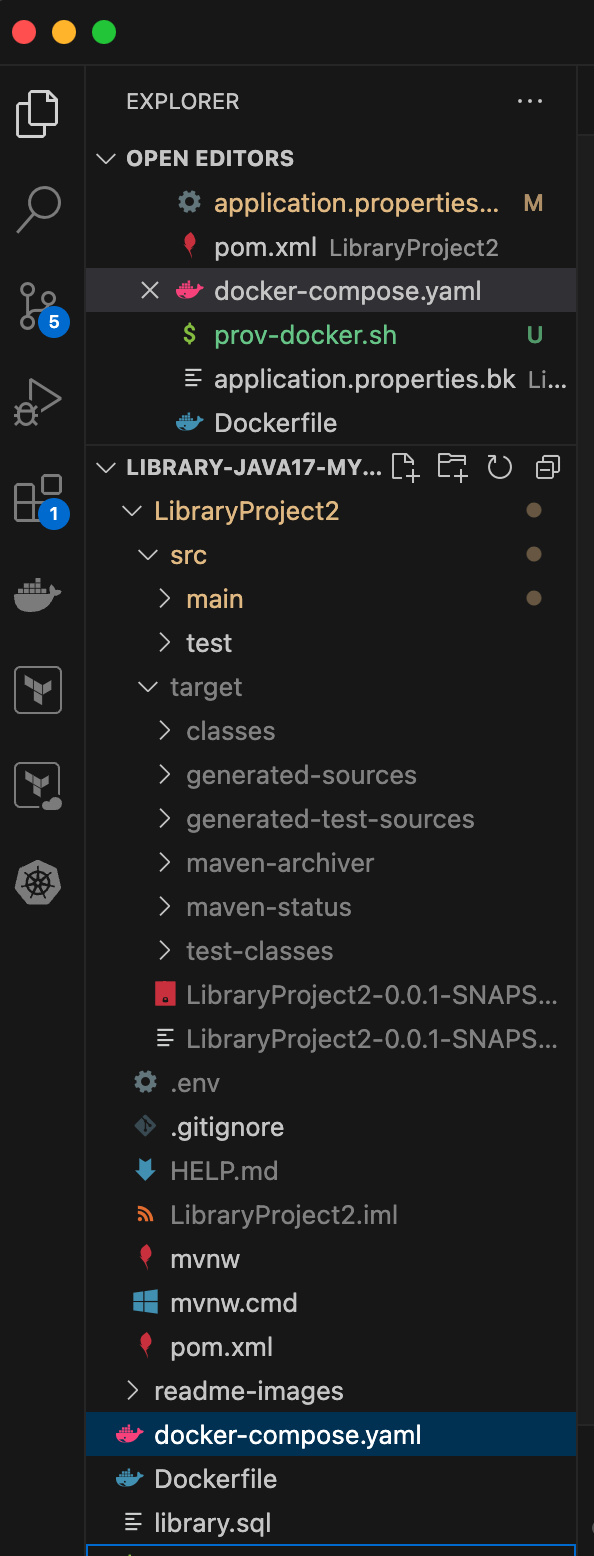 EXPLORER
OPEN EDITORS
application.properties... M
pom.xml LibraryProject2
docker-compose.yaml
5
$ prov-docker.sh U
application.properties.bk Li...
Dockerfile
LIBRARY-JAVA17-MY...
LibraryProject2
1
src
main
test
target
classes
generated-sources
generated-test-sources
maven-archiver
maven-status
test-classes
LibraryProject2-0.0.1-SNAPS...
LibraryProject2-0.0.1-SNAPS...
.env
.gitignore
HELP.md
LibraryProject2.iml
mvnw
mvnw.cmd
pom.xml
readme-images
docker-compose.yaml
Dockerfile
library.sql